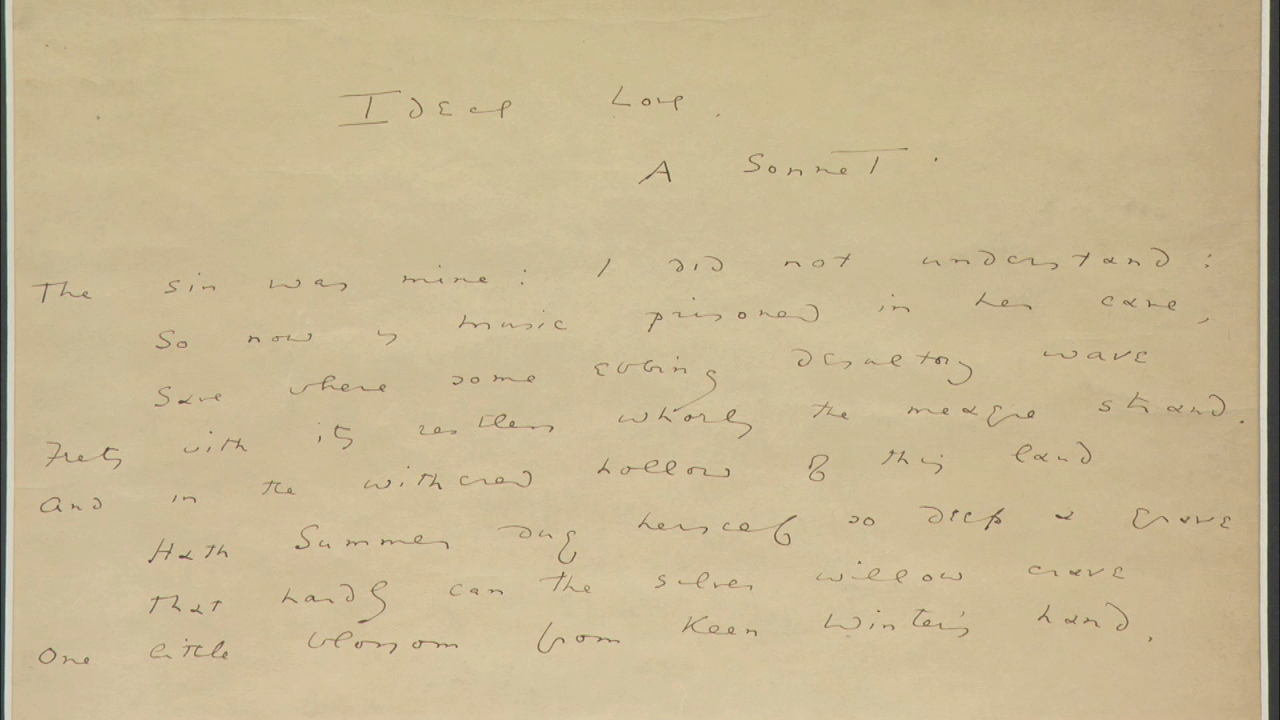 Ideal Love.
A Sonnet.
The sin was mine: I did not understand:
So now is music prisoned in her cave,
Save where some ebbing desultory wave
Frets with its restless whorls the meagre strand.
And in the withered hollow of this land
Hath Summer dug herself so deep a grave
That hardly can the silver willow crave
One little blossom from Keen Winter's hand.